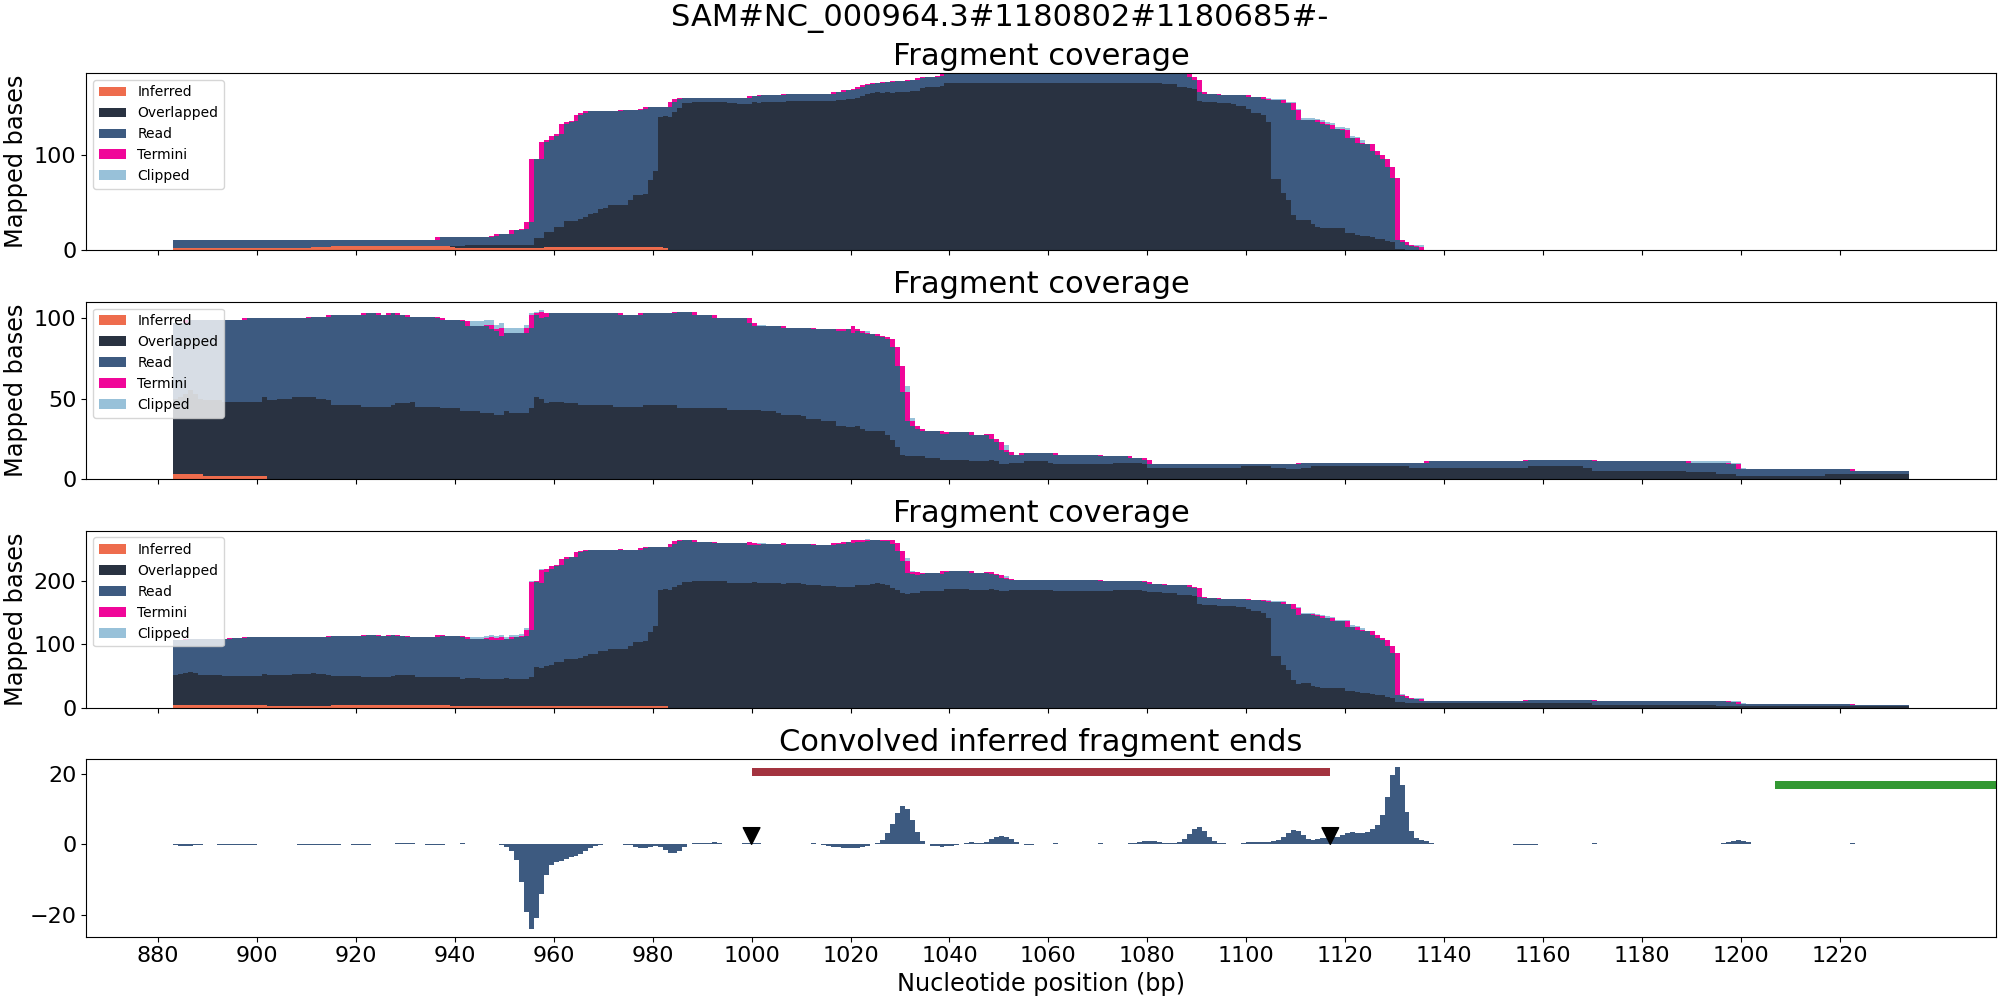 SAM#NC_000964.3#1180802#1180685#-
Fragment coverage
Mapped bases
100
0
Inferred
Overlapped
Read
Termini
Clipped
Fragment coverage
Mapped bases
100
50
0
Inferred
Overlapped
Read
Termini
Clipped
Fragment coverage
Mapped bases
200
100
0
Inferred
Overlapped
Read
Termini
Clipped
Convolved inferred fragment ends
20
0
−20
880 900 920 940 960 980 1000 1020 1040 1060 1080 1100 1120 1140 1160 1180 1200 1220
Nucleotide position (bp)